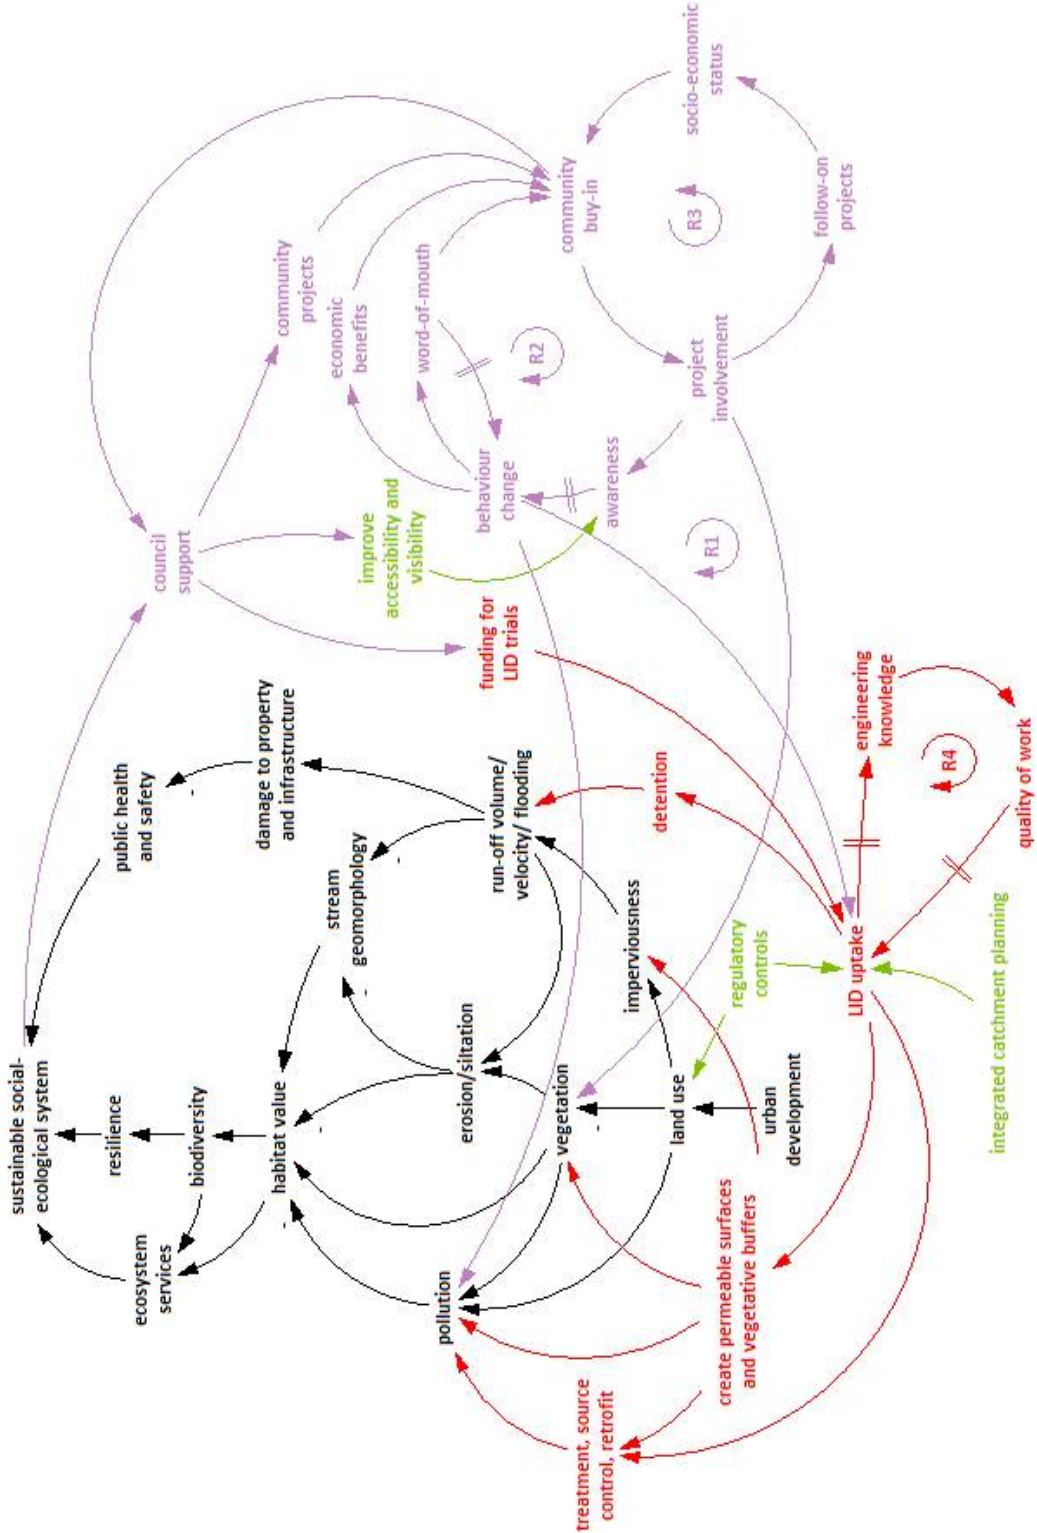 sustainable social-
ecological system
resilience
biodiversity
ecosystem
services
habitat value
-
-
public health
and safety
-
damage to property
and infrastructure
stream
geomorphology
-
-
erosion/siltation
run-off volume/
velocity/ flooding
pollution
vegetation
-
land use
urban
development
imperviousness
detention
regulatory
controls
LID uptake
integrated catchment planning
treatment, source
control, retrofit
create permeable surfaces
and vegetative buffers
engineering
knowledge
quality of work
R4
funding for
LID trials
council
support
improve
accessibility and
visibility
community
projects
economic
benefits
word-of-mouth
behaviour
change
awareness
R2
R1
project
involvement
community
buy-in
R3
socio-economic
status
follow-on
projects